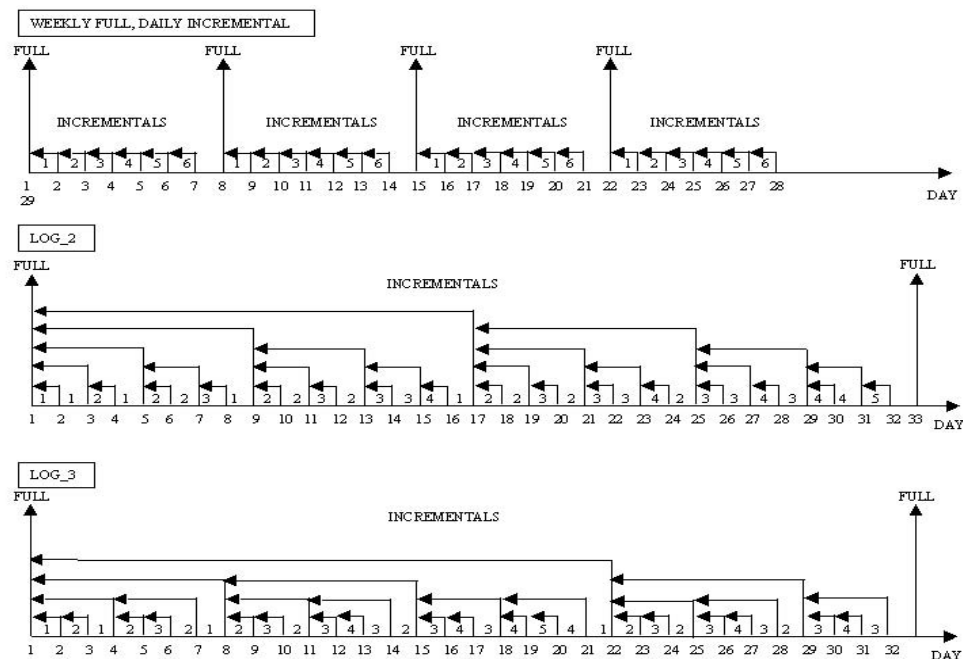 WEEKLY FULL, DAILY INCREMENTAL
FULL FULL FULL FULL
INCREMENTALS INCREMENTALS INCREMENTALS INCREMENTALS
1 2 3 4 5 6 1 2 3 4 5 6 1 2 3 4 5 6 1 2 3 4 5 6
1 2 3 4 5 6 7 8 9 10 11 12 13 14 15 16 17 18 19 20 21 22 23 24 25 26 27 28
29 DAY
LOG_2
FULL FULL
INCREMENTALS
1 1 2 1 2 2 3 1 2 2 3 2 3 3 4 1 2 2 3 2 3 3 4 2 3 3 4 3 4 4 5
1 2 3 4 5 6 7 8 9 10 11 12 13 14 15 16 17 18 19 20 21 22 23 24 25 26 27 28 29 30 31 32 33 DAY
LOG_3
FULL FULL
INCREMENTALS
1 2 1 2 3 2 1 2 3 2 3 4 3 2 3 4 3 4 5 4 1 2 3 2 3 4 3 2 3 4 3
1 2 3 4 5 6 7 8 9 10 11 12 13 14 15 16 17 18 19 20 21 22 23 24 25 26 27 28 29 30 31 32 DAY